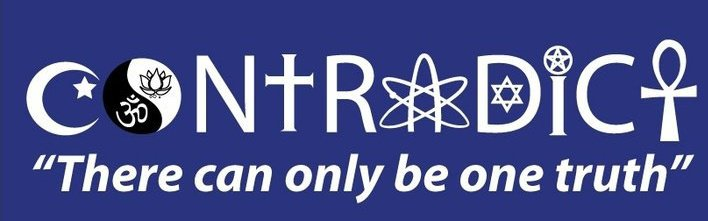 CONTRADICT
“There can only be one truth”